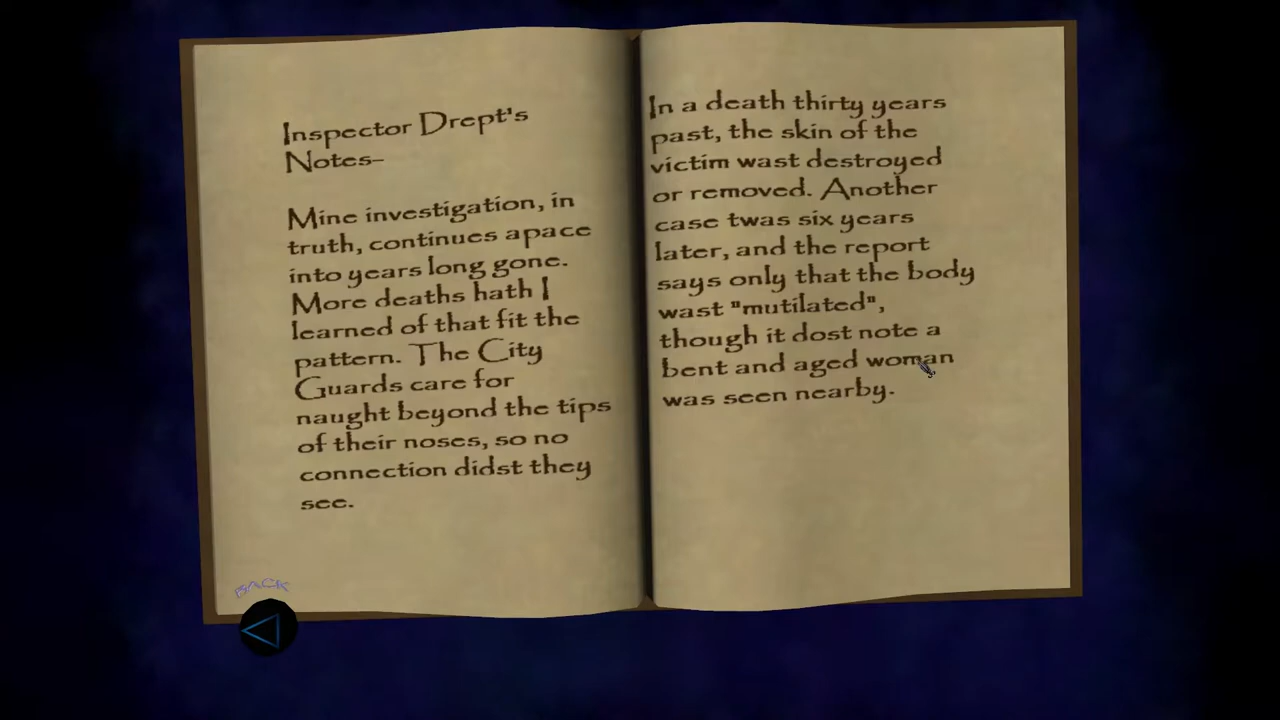 Inspector Drept's
Notes-
Mine investigation, in
truth, continues apace
into years long gone.
More deaths hath I
learned of that fit the
pattern. The City
Guards care for
naught beyond the tips
of their noses, so no
connection didst they
see.
In a death thirty years
past, the skin of the
victim wast destroyed
or removed. Another
case twas six years
later, and the report
says only that the body
wast "mutilated",
though it dost note a
bent and aged woman
was seen nearby.
BACK